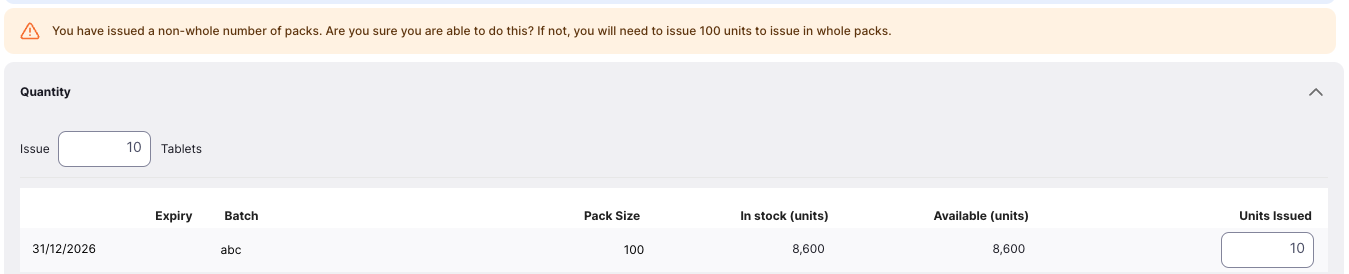 You have issued a non-whole number of packs. Are you sure you are able to do this? If not, you will need to issue 100 units to issue in whole packs.
Quantity
Issue 10 Tablets
Expiry Batch Pack Size In stock (units) Available (units) Units Issued
31/12/2026 abc 100 8,600 8,600 10